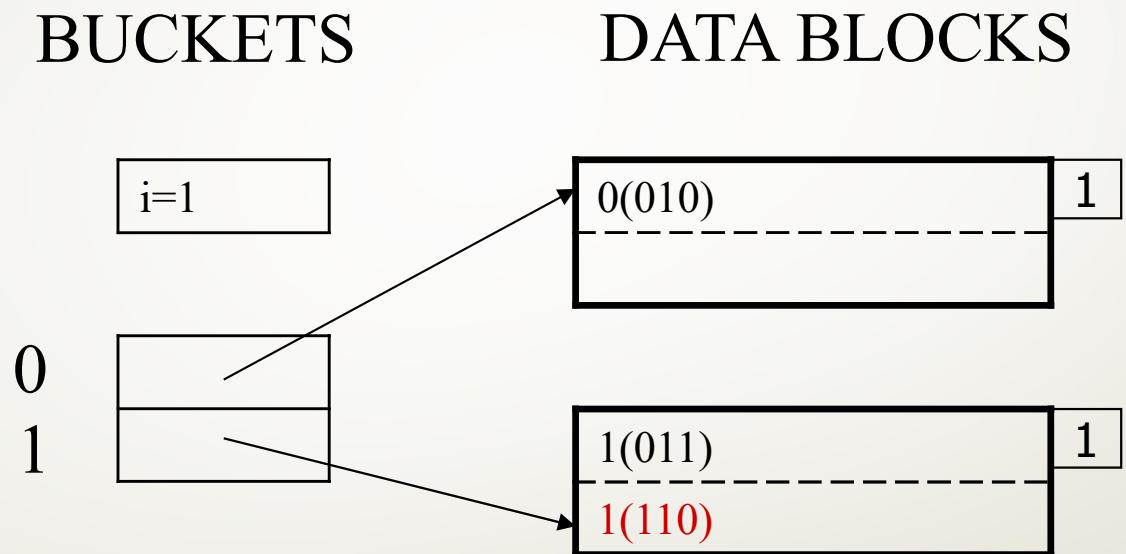 BUCKETS
DATA BLOCKS
i=1
0(010)
1
0
1
1(011)
1
1(110)